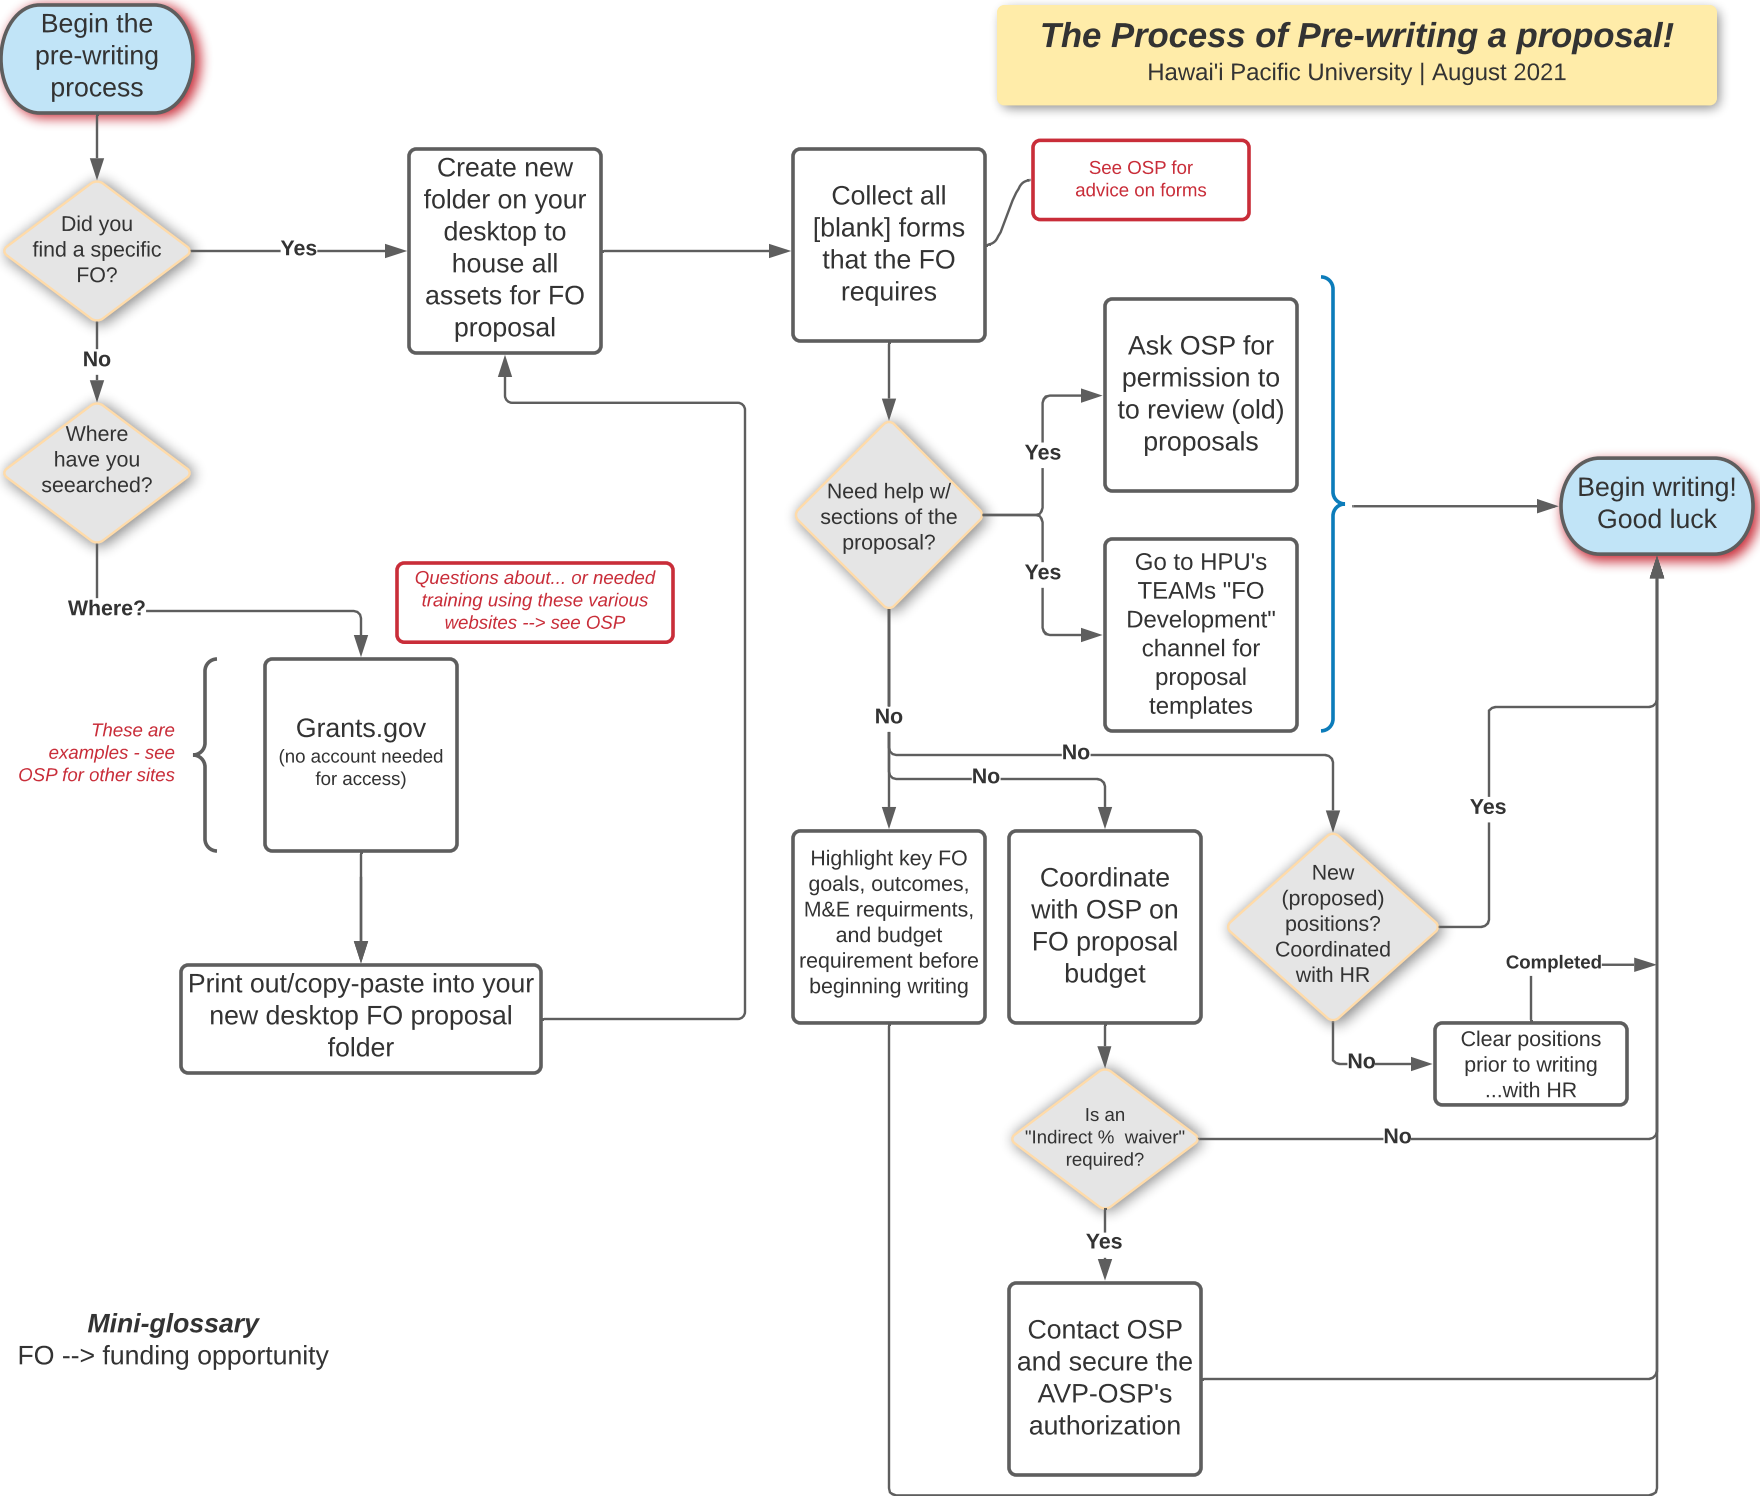 Begin the
pre-writing
process
The Process of Pre-writing a proposal!
Hawai'i Pacific University | August 2021
Did you
find a specific
FO?
Yes
Create new
folder on your
desktop to
house all
assets for FO
proposal
Collect all
[blank] forms
that the FO
requires
See OSP for
advice on forms
No
Where
have you
seearched?
Where?
Questions about... or needed
training using these various
websites --> see OSP
These are
examples - see
OSP for other sites
Grants.gov
(no account needed
for access)
Print out/copy-paste into your
new desktop FO proposal
folder
Need help w/
sections of the
proposal?
Yes
Ask OSP for
permission to
to review (old)
proposals
Yes
Go to HPU's
TEAMs "FO
Development"
channel for
proposal
templates
Begin writing!
Good luck
No
No
No
Highlight key FO
goals, outcomes,
M&E requirments,
and budget
requirement before
beginning writing
Coordinate
with OSP on
FO proposal
budget
New
(proposed)
positions?
Coordinated
with HR
Yes
Completed
No
Clear positions
prior to writing
...with HR
Is an
"Indirect %  waiver"
required?
No
Yes
Contact OSP
and secure the
AVP-OSP's
authorization
Mini-glossary
FO --> funding opportunity